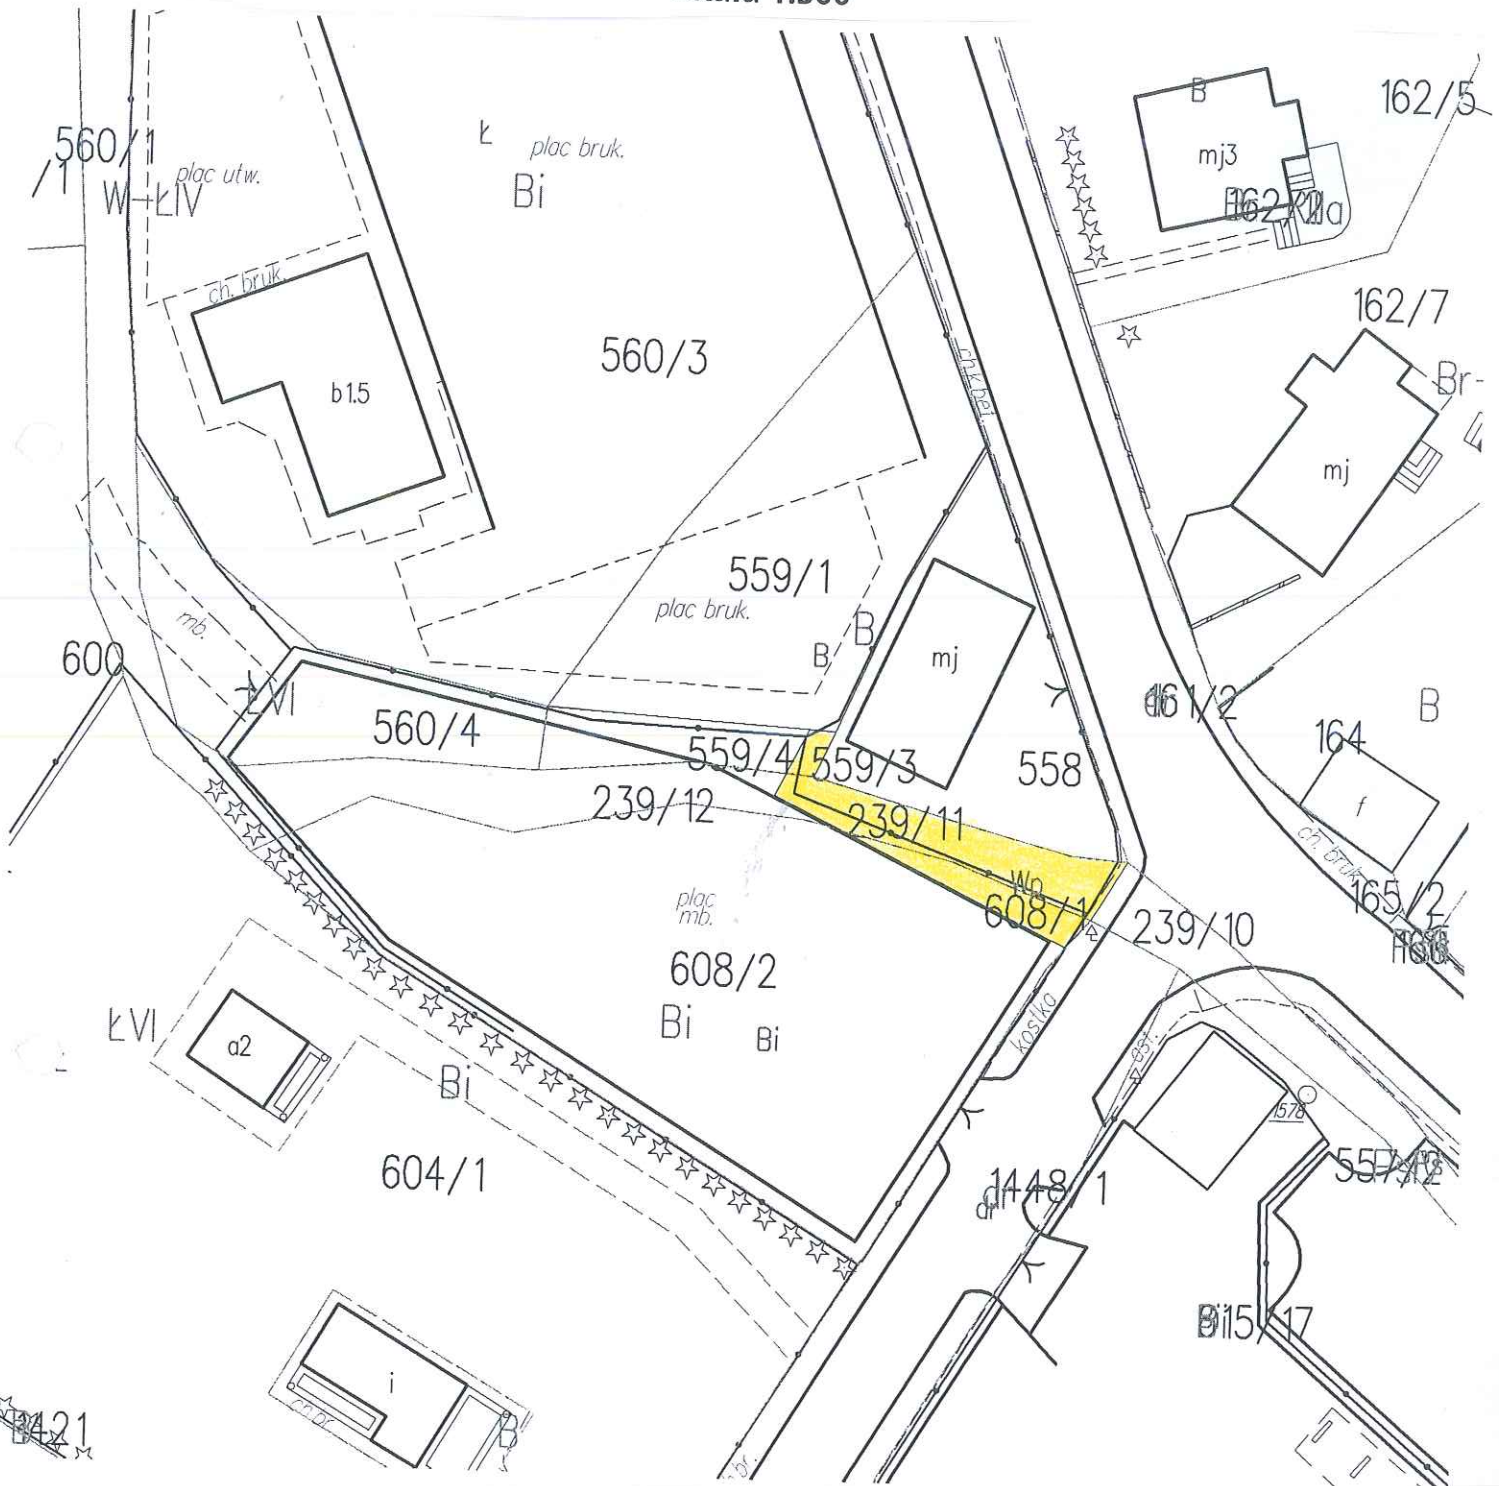 560/1
/1
W-ŁIV
plac utw.
Ł
plac bruk.
Bi
B
162/5
mj3
ch. bruk.
162/7
560/3
b1.5
Br-
mj
559/1
plac bruk.
B
B
mj
mb.
600
ŁVI
560/4
559/4
559/3
558
161/2
B
164
239/12
239/11
f
ch. bruk.
Wp
608/1
165/2
plac
mb.
239/10
608/2
Bi
Bi
kostka
ŁVI
a2
Bi
1578
604/1
1448/1
dr
i
B